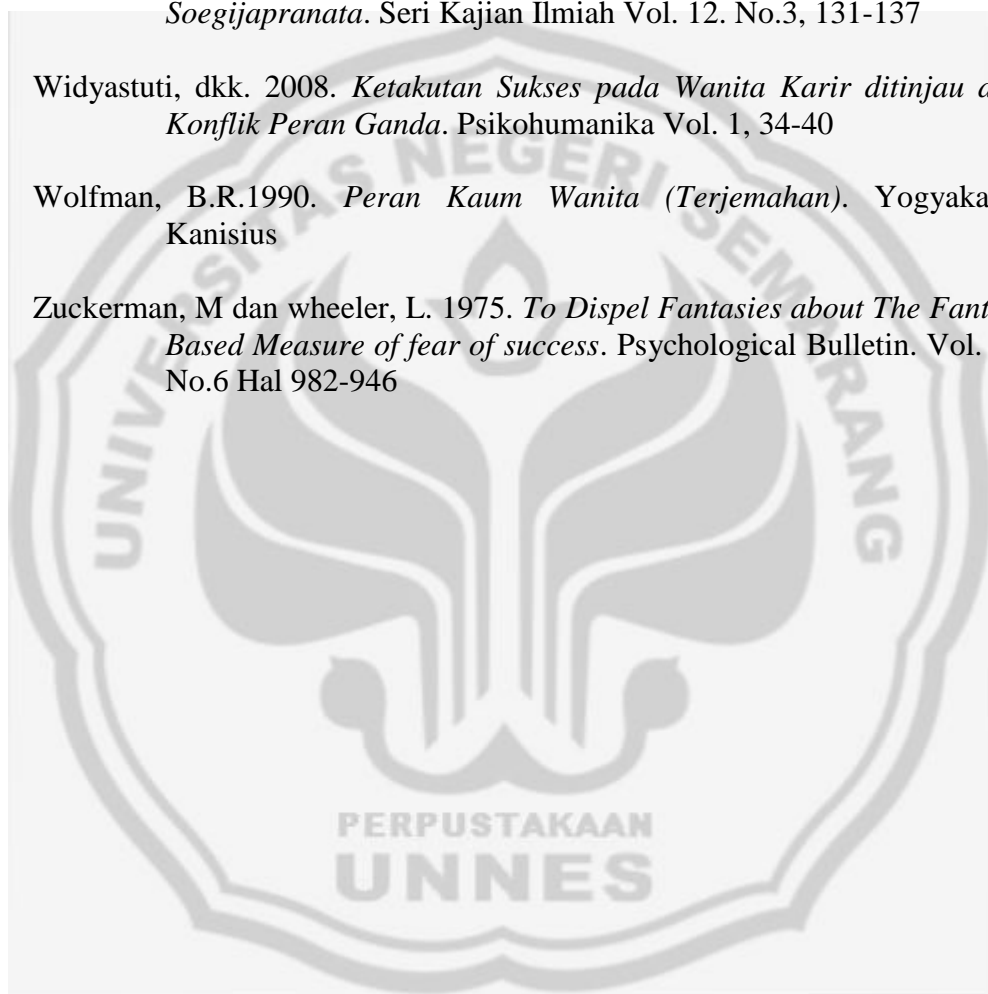 Soegijapranata. Seri Kajian Ilmiah Vol. 12. No.3, 131-137
Widyastuti, dkk. 2008. Ketakutan Sukses pada Wanita Karir ditinjau
Konflik Peran Ganda. Psikohumanika Vol. 1, 34-40
Wolfman, B.R.1990. Peran Kaum Wanita (Terjemahan). Yogyaka
Kanisius
Zuckerman, M dan wheeler, L. 1975. To Dispel Fantasies about The Fant
Based Measure of fear of success. Psychological Bulletin. Vol.
No.6 Hal 982-946
UNIVERSITAS NEGERI SEMARANG
PERPUSTAKAAN
UNNES